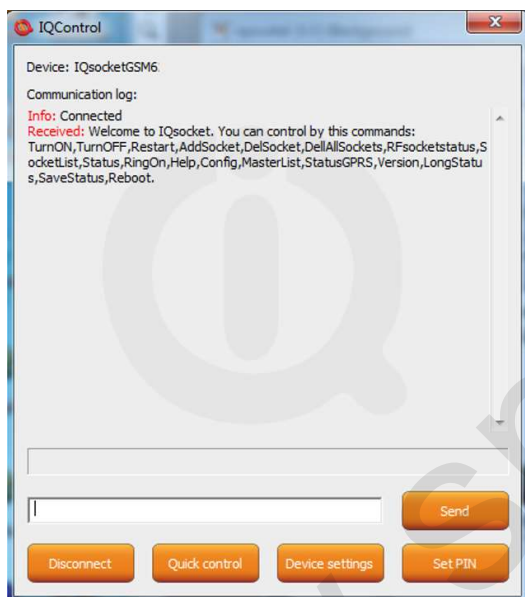 IQControl
Device: IQsocketGSM6
Communication log:
Info: Connected
Received: Welcome to IQsocket. You can control by this commands:
TurnON,TurnOFF,Restart,AddSocket,DelSocket,DellAllSockets,RFsocketstatus,S
ocketList,Status,RingOn,Help,Config,MasterList,StatusGPRS,Version,LongStatu
s,SaveStatus,Reboot.
Send
Disconnect Quick control Device settings Set PIN